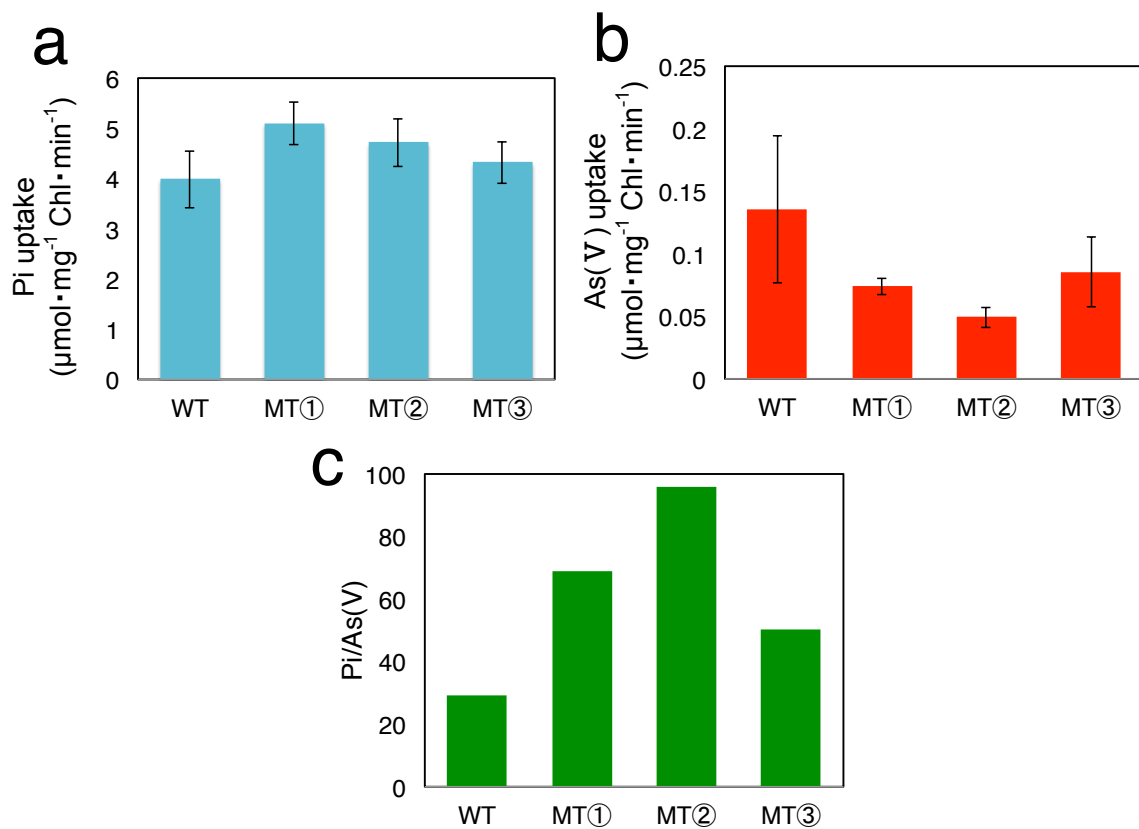 a
Pi uptake
(μmol・mg⁻¹ Chl・min⁻¹)
6
5
4
3
2
1
0
WT MT① MT② MT③
b
As(Ⅴ) uptake
(μmol・mg⁻¹ Chl・min⁻¹)
0.25
0.2
0.15
0.1
0.05
0
WT MT① MT② MT③
c
Pi/As(V)
100
80
60
40
20
0
WT MT① MT② MT③